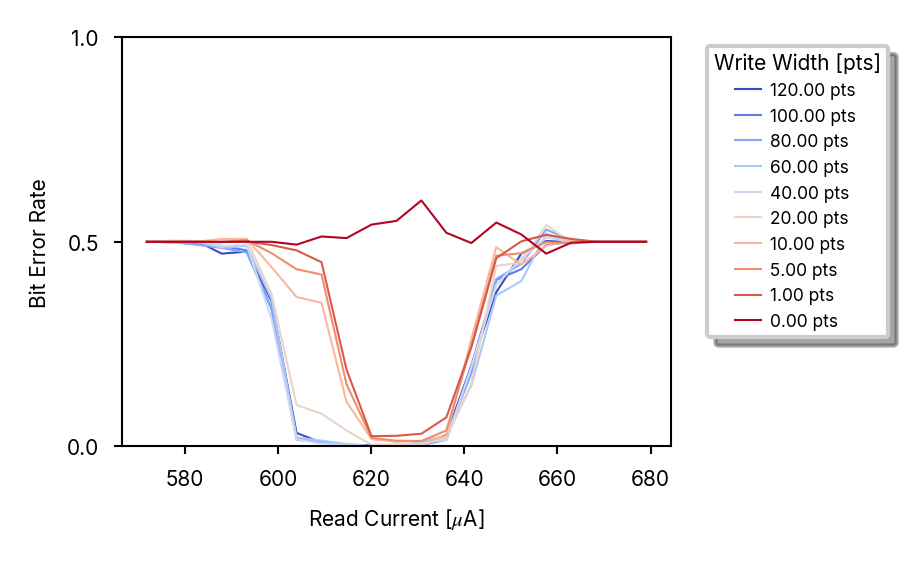 1.0
0.5
0.0
Bit Error Rate
580 600 620 640 660 680
Read Current [𝜇A]
Write Width [pts]
120.00 pts
100.00 pts
80.00 pts
60.00 pts
40.00 pts
20.00 pts
10.00 pts
5.00 pts
1.00 pts
0.00 pts